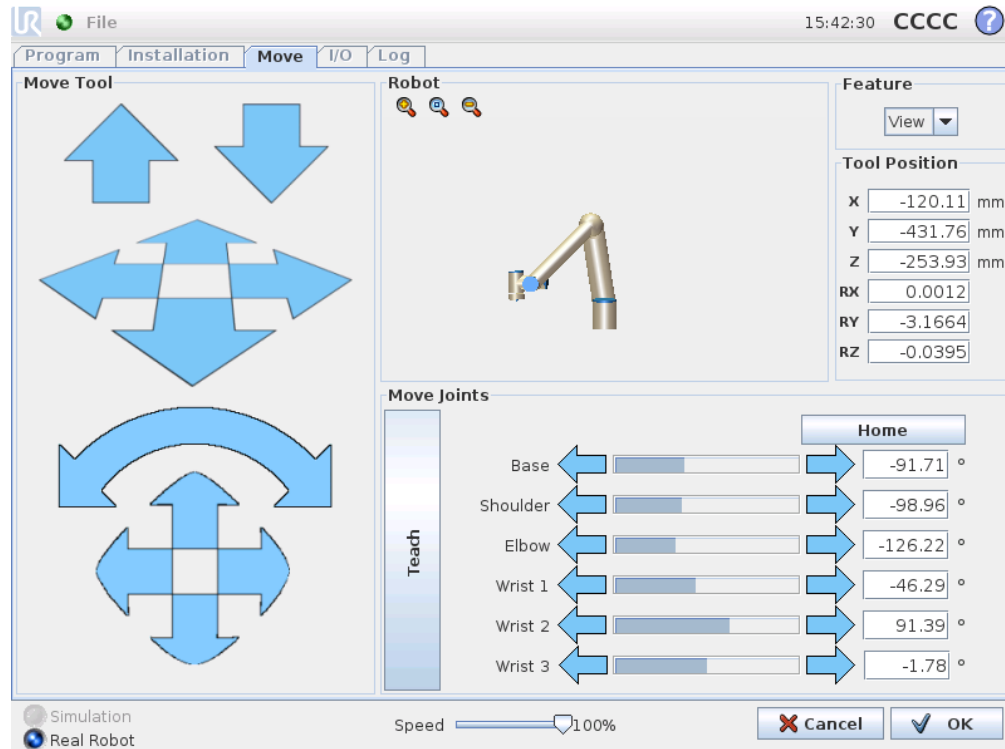 UR File 15:42:30 CCCC ?
Program Installation Move I/O Log
Move Tool
Robot
Feature
View
Tool Position
X -120.11 mm
Y -431.76 mm
Z -253.93 mm
RX 0.0012
RY -3.1664
RZ -0.0395
Move Joints
Teach
Home
Base -91.71 °
Shoulder -98.96 °
Elbow -126.22 °
Wrist 1 -46.29 °
Wrist 2 91.39 °
Wrist 3 -1.78 °
Simulation
Real Robot
Speed 100%
Cancel
OK